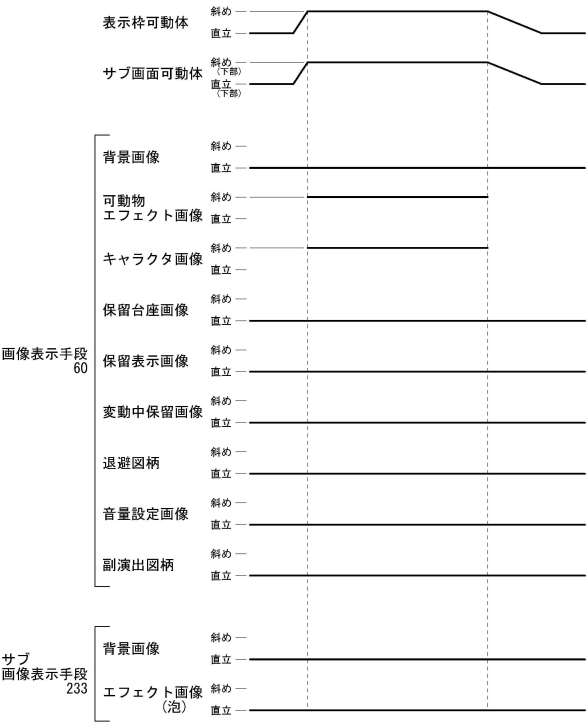 表示枠可動体
斜め
直立
サブ画面可動体
斜め
(下部)
直立
(下部)
背景画像
斜め
直立
可動物
エフェクト画像
斜め
直立
キャラクタ画像
斜め
直立
保留台座画像
斜め
直立
画像表示手段
60
保留表示画像
斜め
直立
変動中保留画像
斜め
直立
退避図柄
斜め
直立
音量設定画像
斜め
直立
副演出図柄
斜め
直立
サブ
画像表示手段
233
背景画像
斜め
直立
エフェクト画像
(泡)
斜め
直立